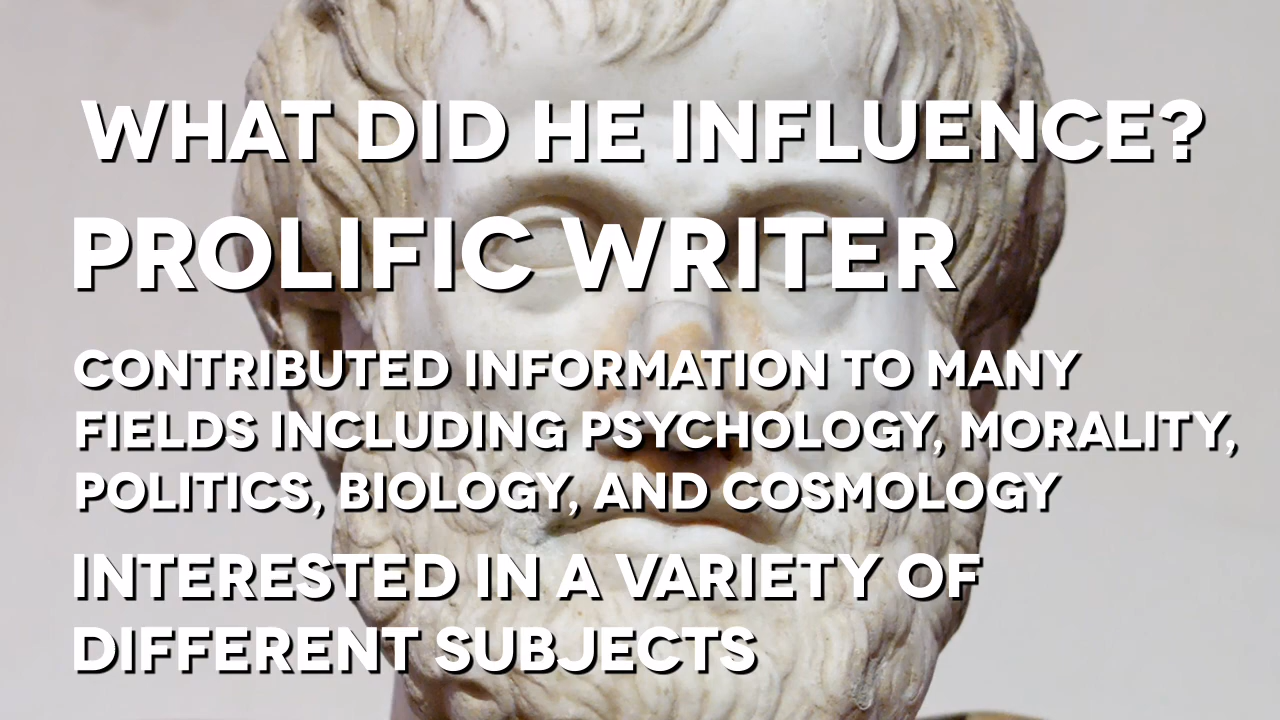 WHAT DID HE INFLUENCE?
PROLIFIC WRITER
CONTRIBUTED INFORMATION TO MANY
FIELDS INCLUDING PSYCHOLOGY, MORALITY,
POLITICS, BIOLOGY, AND COSMOLOGY
INTERESTED IN A VARIETY OF
DIFFERENT SUBJECTS